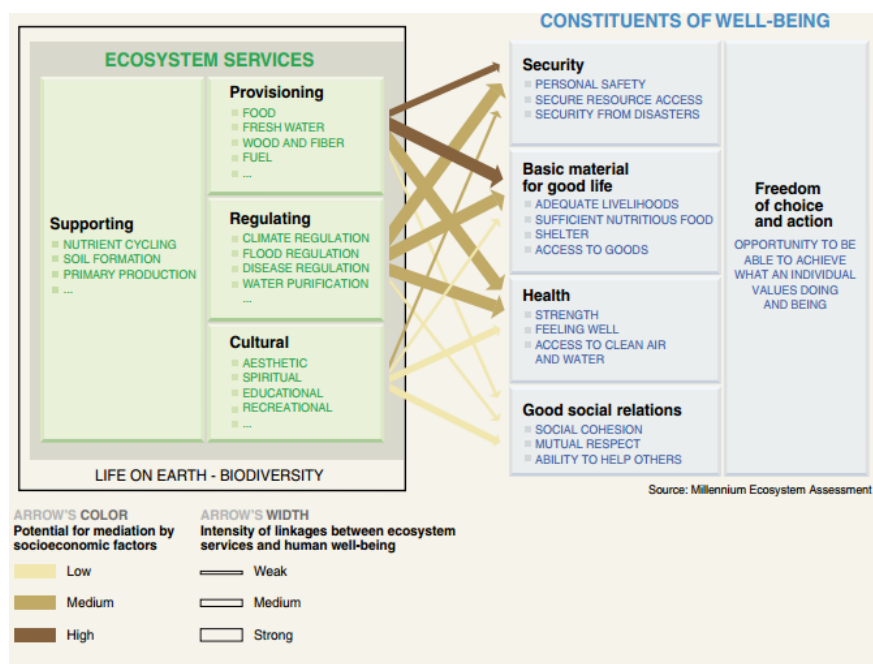 CONSTITUENTS OF WELL-BEING
ECOSYSTEM SERVICES
Supporting
NUTRIENT CYCLING
SOIL FORMATION
PRIMARY PRODUCTION
...
Provisioning
FOOD
FRESH WATER
WOOD AND FIBER
FUEL
...
Regulating
CLIMATE REGULATION
FLOOD REGULATION
DISEASE REGULATION
WATER PURIFICATION
...
Cultural
AESTHETIC
SPIRITUAL
EDUCATIONAL
RECREATIONAL
...
LIFE ON EARTH - BIODIVERSITY
Security
PERSONAL SAFETY
SECURE RESOURCE ACCESS
SECURITY FROM DISASTERS
Basic material
for good life
ADEQUATE LIVELIHOODS
SUFFICIENT NUTRITIOUS FOOD
SHELTER
ACCESS TO GOODS
Health
STRENGTH
FEELING WELL
ACCESS TO CLEAN AIR
AND WATER
Good social relations
SOCIAL COHESION
MUTUAL RESPECT
ABILITY TO HELP OTHERS
Freedom
of choice
and action
OPPORTUNITY TO BE
ABLE TO ACHIEVE
WHAT AN INDIVIDUAL
VALUES DOING
AND BEING
Source: Millennium Ecosystem Assessment
ARROW'S COLOR
Potential for mediation by
socioeconomic factors
Low
Medium
High
ARROW'S WIDTH
Intensity of linkages between ecosystem
services and human well-being
Weak
Medium
Strong